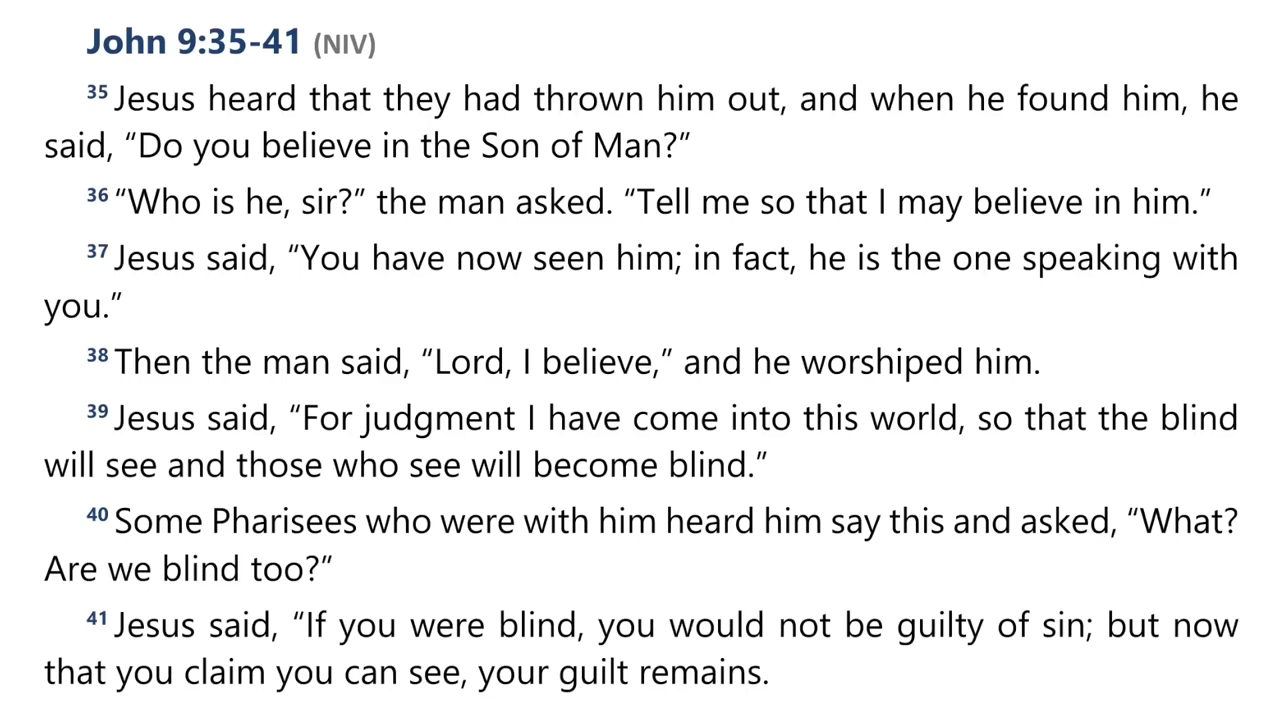 John 9:35-41 (NIV)
35 Jesus heard that they had thrown him out, and when he found him, he
said, “Do you believe in the Son of Man?”
36 “Who is he, sir?” the man asked. “Tell me so that I may believe in him.”
37 Jesus said, “You have now seen him; in fact, he is the one speaking with
you.”
38 Then the man said, “Lord, I believe,” and he worshiped him.
39 Jesus said, “For judgment I have come into this world, so that the blind
will see and those who see will become blind.”
40 Some Pharisees who were with him heard him say this and asked, “What?
Are we blind too?”
41 Jesus said, “If you were blind, you would not be guilty of sin; but now
that you claim you can see, your guilt remains.